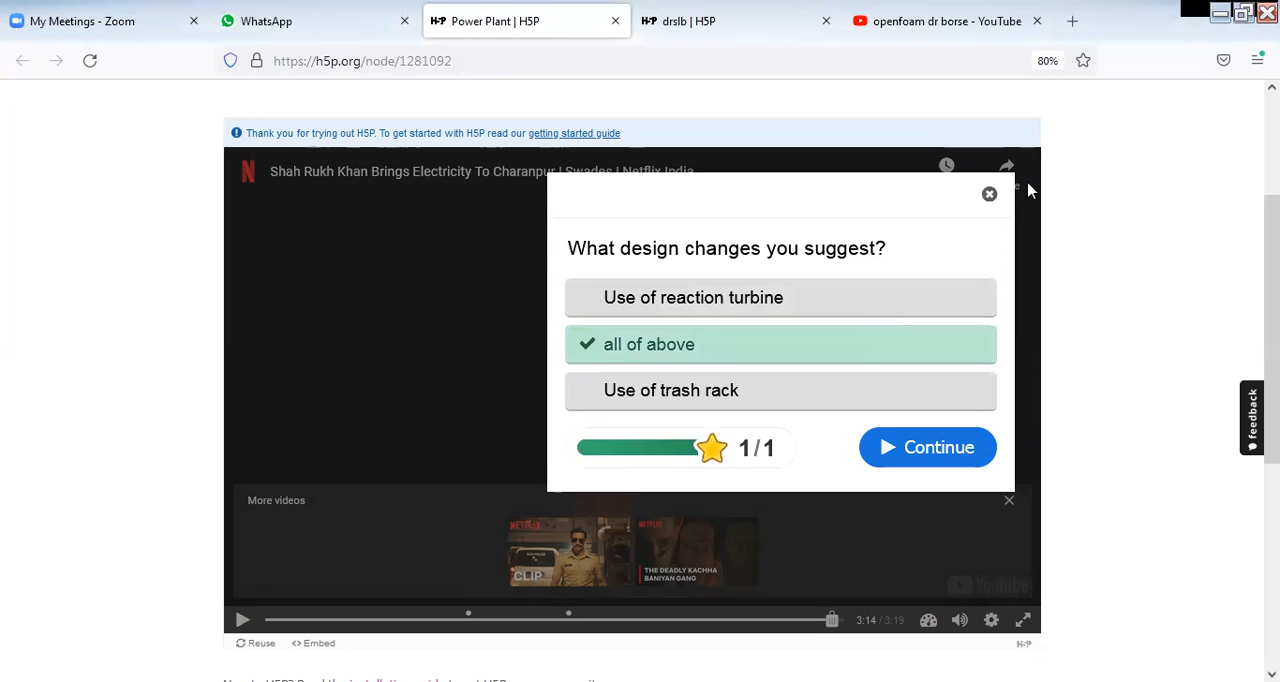 My Meetings - Zoom
WhatsApp
H-P Power Plant | H5P
H-P drslb | H5P
openfoam dr borse - YouTube
https://h5p.org/node/1281092
80%
Thank you for trying out H5P. To get started with H5P read our getting started guide
Shah Rukh Khan Brings Electricity To Charanpur | Swades | Netflix India
What design changes you suggest?
Use of reaction turbine
all of above
Use of trash rack
1/1
Continue
feedback
More videos
NETFLIX
CLIP
NETFLIX
THE DEADLY KACHHA
BANIYAN GANG
YouTube
3:14 / 3:19
Reuse
<> Embed
H-P